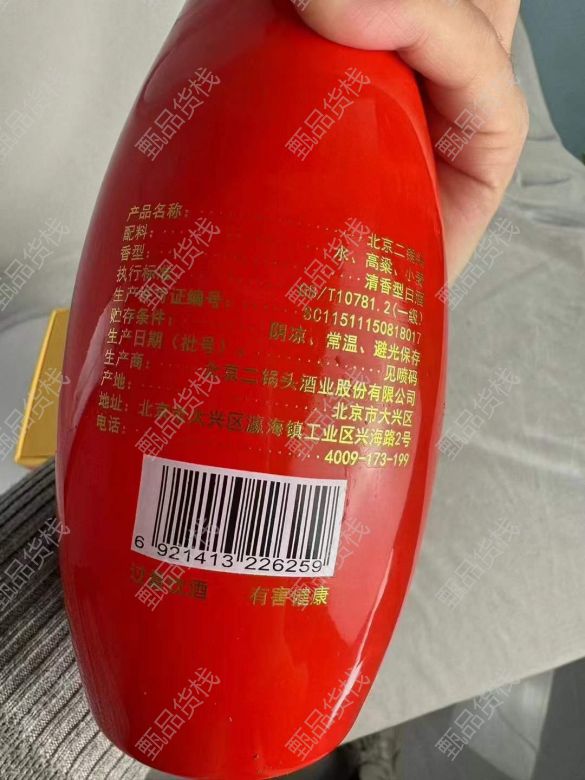 产品名称：北京二锅头
配料：水、高粱、小麦
香型：清香型白酒
执行标准：GB/T10781.2(一级)
生产许可证编号：SC11511150818017
贮存条件：阴凉、常温、避光保存
生产日期(批号)：见喷码
生产商：北京二锅头酒业股份有限公司
产地：北京市大兴区
地址：北京市大兴区瀛海镇工业区兴海路2号
电话：4009-173-199
6 921413 226259
过量饮酒 有害健康
甄品货栈